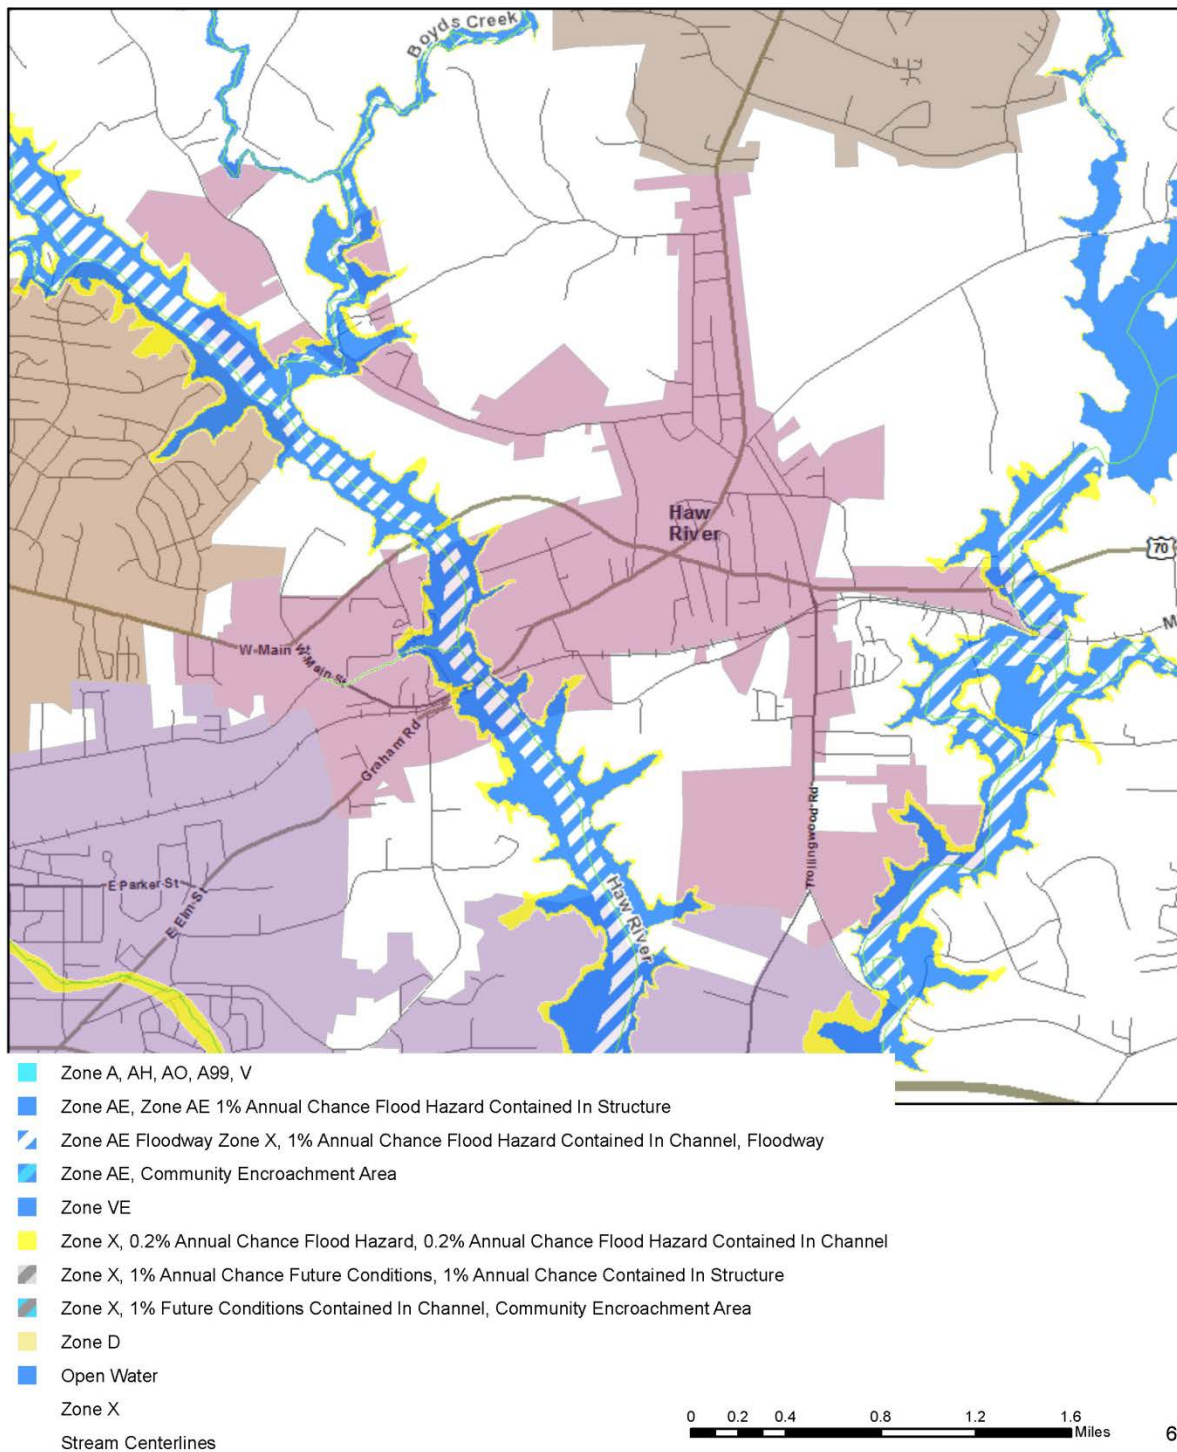 Boyds Creek
Haw
River
70
M
W-Main
W-Main St
Graham Rd
Trollingwood Rd
E Parker St
E Elm St
Haw River
Zone A, AH, AO, A99, V
Zone AE, Zone AE 1% Annual Chance Flood Hazard Contained In Structure
Zone AE Floodway Zone X, 1% Annual Chance Flood Hazard Contained In Channel, Floodway
Zone AE, Community Encroachment Area
Zone VE
Zone X, 0.2% Annual Chance Flood Hazard, 0.2% Annual Chance Flood Hazard Contained In Channel
Zone X, 1% Annual Chance Future Conditions, 1% Annual Chance Contained In Structure
Zone X, 1% Future Conditions Contained In Channel, Community Encroachment Area
Zone D
Open Water
Zone X
Stream Centerlines
0 0.2 0.4 0.8 1.2 1.6
Miles
6